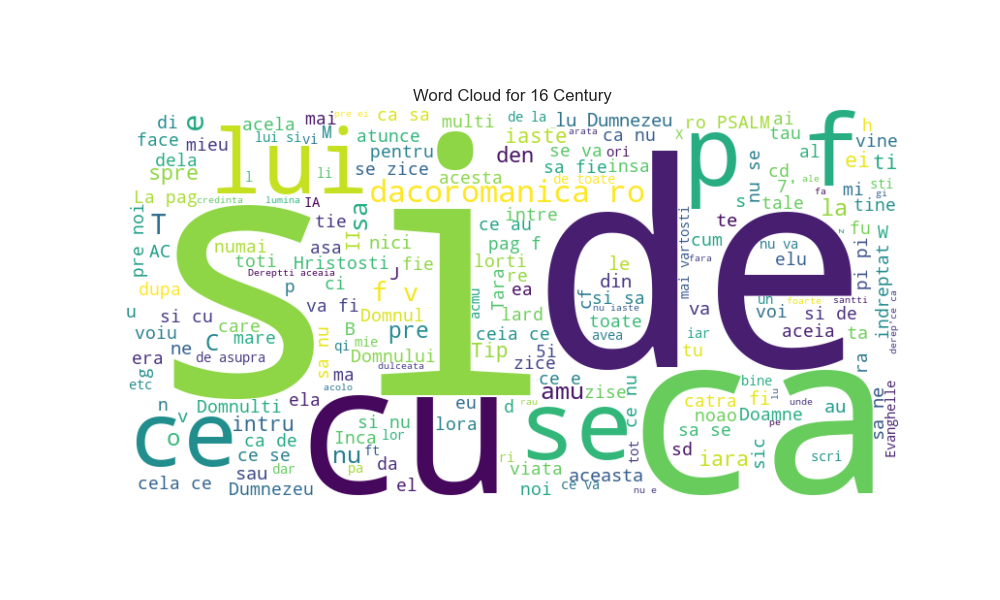 Word Cloud for 16 Century
di
e
acela
mai
pre ei
ca sa
multi
de la
lu Dumnezeu
ro PSALM
ai
h
face
mieu
lui si
vi
M
atunce
iaste
arata
ca nu
X
tau
vine
dela
lui
pentru
den
se va
ori
p
al
f
ei
ti
spre
l
li
se zice
acesta
sa fie
insa
nu se
cd
7,
ale
mi
sti
La pag
credinta
lumina
IA
dacoromanica ro
de toate
s
tale
fa
gi
tine
pre noi
T
tie
sa
intre
te
la
fu
W
AC
numai
asa
II
nici
ce au
pag f
cum
nu va
z
elu
pi pi
toti
Hristosti
fie
lorti
le
mai vartosti
fara
Dereptti aceaia
J
re
din
dupa
p
ci
f v
acmu
Tara
ea
cf
si sa
nu iaste
va
un
foarte
santti
indreptat
derep'ce ca
u
si cu
va fi
Domnul
lard
voi
si de
si
de
voiu
care
C
mare
B
mie
pre
ceia ce
toate
avea
iar
aceia
ta
ne
qi
Domnului
Tip
5i
era
de asupra
sa nu
dulceata
zice
tu
ra
g
etc
ma
acolo
ce e
amu
zise
ce nu
bine
lu
ela
rau
catra
fi
unde
n
v
Domnulti
eu
d
noao
Doamne
au
sa ne
ce
o
intru
cu
si nu
lora
se
ca
pe
Evanghelle
ca de
Inca
lor
sa se
ce se
nu
ft
ri
tot
sd
iara
sic
scri
sau
dar
pa
da
viata
aceasta
cela ce
Dumnezeu
el
noi
ce va
nu e